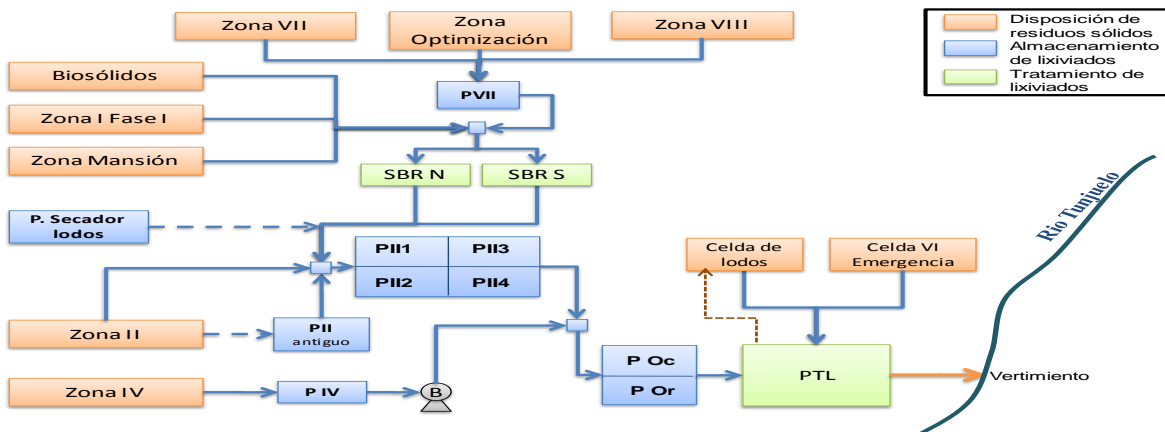 Zona VII
Zona
Optimización
Zona VIII
Disposición de
residuos sólidos
Almacenamiento
de lixiviados
Tratamiento de
lixiviados
Biosólidos
PVII
Zona I Fase I
Zona Mansión
SBR N
SBR S
P. Secador
lodos
PII1
PII3
PII2
PII4
Celda de
lodos
Celda VI
Emergencia
Rio Tunjuelo
Zona II
PII
antiguo
P Oc
P Or
PTL
Vertimiento
Zona IV
P IV
B